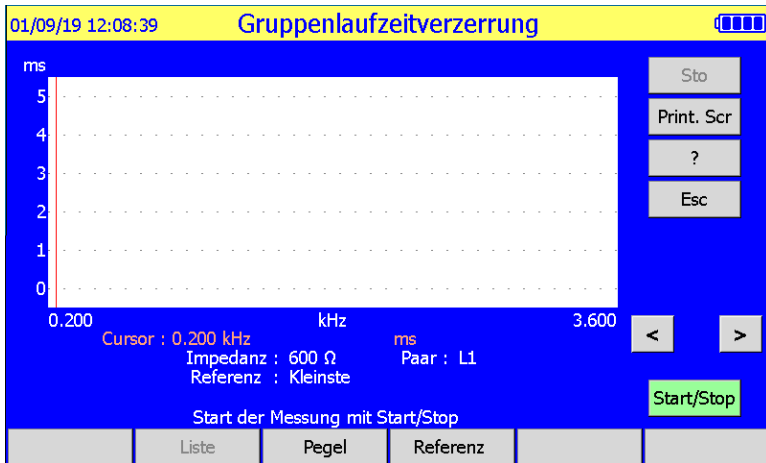 01/09/19 12:08:39 Gruppenlaufzeitverzerrung
ms
5
4
3
2
1
0
0.200 kHz 3.600
Cursor : 0.200 kHz ms
Impedanz : 600 Ω Paar : L1
Referenz : Kleinste
Start der Messung mit Start/Stop
Sto
Print. Scr
?
Esc
< >
Start/Stop
Liste Pegel Referenz